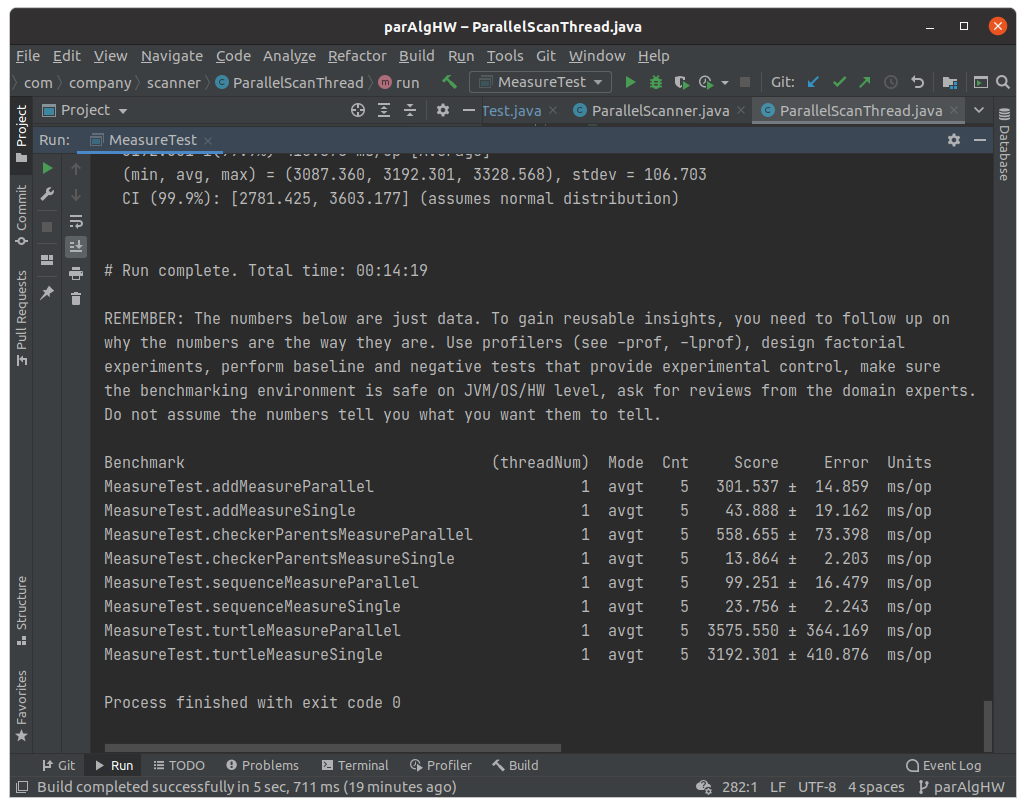 parAlgHW – ParallelScanThread.java
File Edit View Navigate Code Analyze Refactor Build Run Tools Git Window Help
com company scanner ParallelScanThread run MeasureTest Git:
Project Test.java ParallelScanner.java ParallelScanThread.java
Run: MeasureTest
(min, avg, max) = (3087.360, 3192.301, 3328.568), stdev = 106.703
CI (99.9%): [2781.425, 3603.177] (assumes normal distribution)
# Run complete. Total time: 00:14:19
REMEMBER: The numbers below are just data. To gain reusable insights, you need to follow up on
why the numbers are the way they are. Use profilers (see -prof, -lprof), design factorial
experiments, perform baseline and negative tests that provide experimental control, make sure
the benchmarking environment is safe on JVM/OS/HW level, ask for reviews from the domain experts.
Do not assume the numbers tell you what you want them to tell.
Benchmark (threadNum) Mode Cnt Score Error Units
MeasureTest.addMeasureParallel 1 avgt 5 301.537 ± 14.859 ms/op
MeasureTest.addMeasureSingle 1 avgt 5 43.888 ± 19.162 ms/op
MeasureTest.checkerParentsMeasureParallel 1 avgt 5 558.655 ± 73.398 ms/op
MeasureTest.checkerParentsMeasureSingle 1 avgt 5 13.864 ± 2.203 ms/op
MeasureTest.sequenceMeasureParallel 1 avgt 5 99.251 ± 16.479 ms/op
MeasureTest.sequenceMeasureSingle 1 avgt 5 23.756 ± 2.243 ms/op
MeasureTest.turtleMeasureParallel 1 avgt 5 3575.550 ± 364.169 ms/op
MeasureTest.turtleMeasureSingle 1 avgt 5 3192.301 ± 410.876 ms/op
Process finished with exit code 0
Project
Commit
Pull Requests
Structure
Favorites
Database
Git Run TODO Problems Terminal Profiler Build Event Log
Build completed successfully in 5 sec, 711 ms (19 minutes ago) 282:1 LF UTF-8 4 spaces parAlgHW